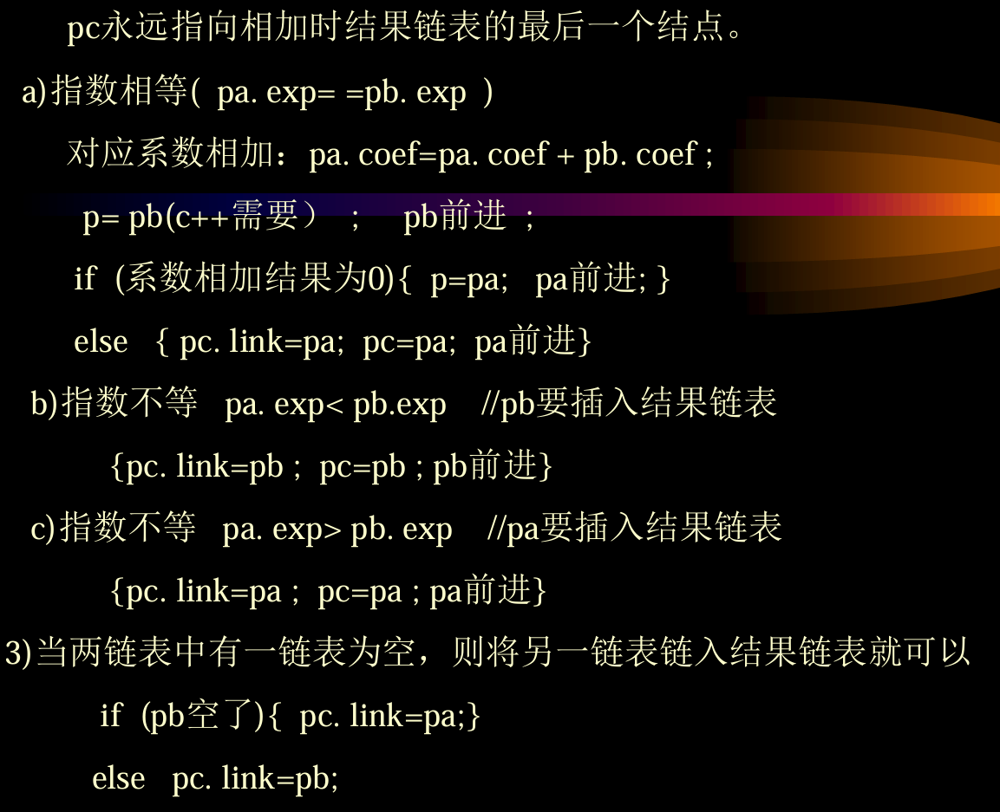 pc永远指向相加时结果链表的最后一个结点。
a)指数相等( pa. exp= =pb. exp )
对应系数相加：pa. coef=pa. coef + pb. coef ;
p= pb(c++需要） ; pb前进 ;
if (系数相加结果为0){ p=pa; pa前进; }
else { pc. link=pa; pc=pa; pa前进}
b)指数不等 pa. exp< pb.exp //pb要插入结果链表
{pc. link=pb ; pc=pb ; pb前进}
c)指数不等 pa. exp> pb. exp //pa要插入结果链表
{pc. link=pa ; pc=pa ; pa前进}
3)当两链表中有一链表为空，则将另一链表链入结果链表就可以
if (pb空了){ pc. link=pa;}
else pc. link=pb;